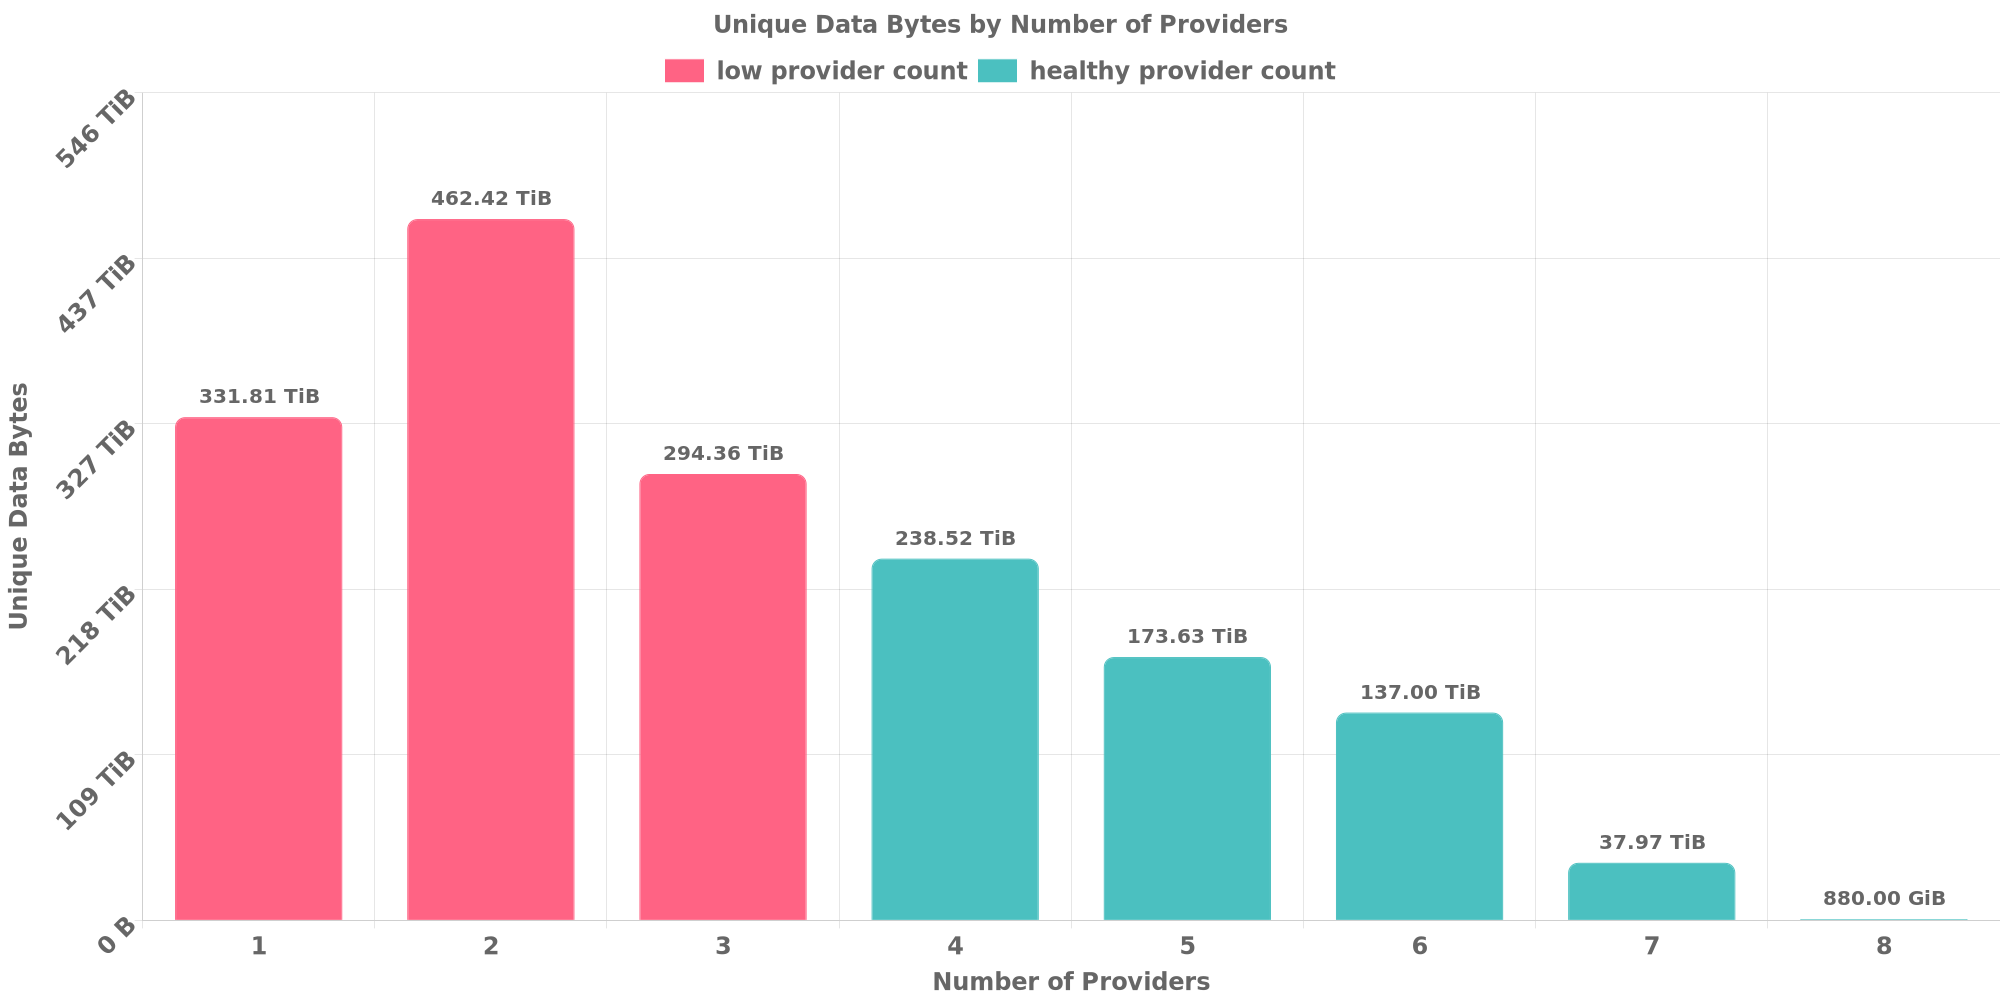 Unique Data Bytes by Number of Providers
low provider count healthy provider count
546 TiB
437 TiB
327 TiB
218 TiB
109 TiB
0 B
Unique Data Bytes
331.81 TiB
462.42 TiB
294.36 TiB
238.52 TiB
173.63 TiB
137.00 TiB
37.97 TiB
880.00 GiB
1 2 3 4 5 6 7 8
Number of Providers